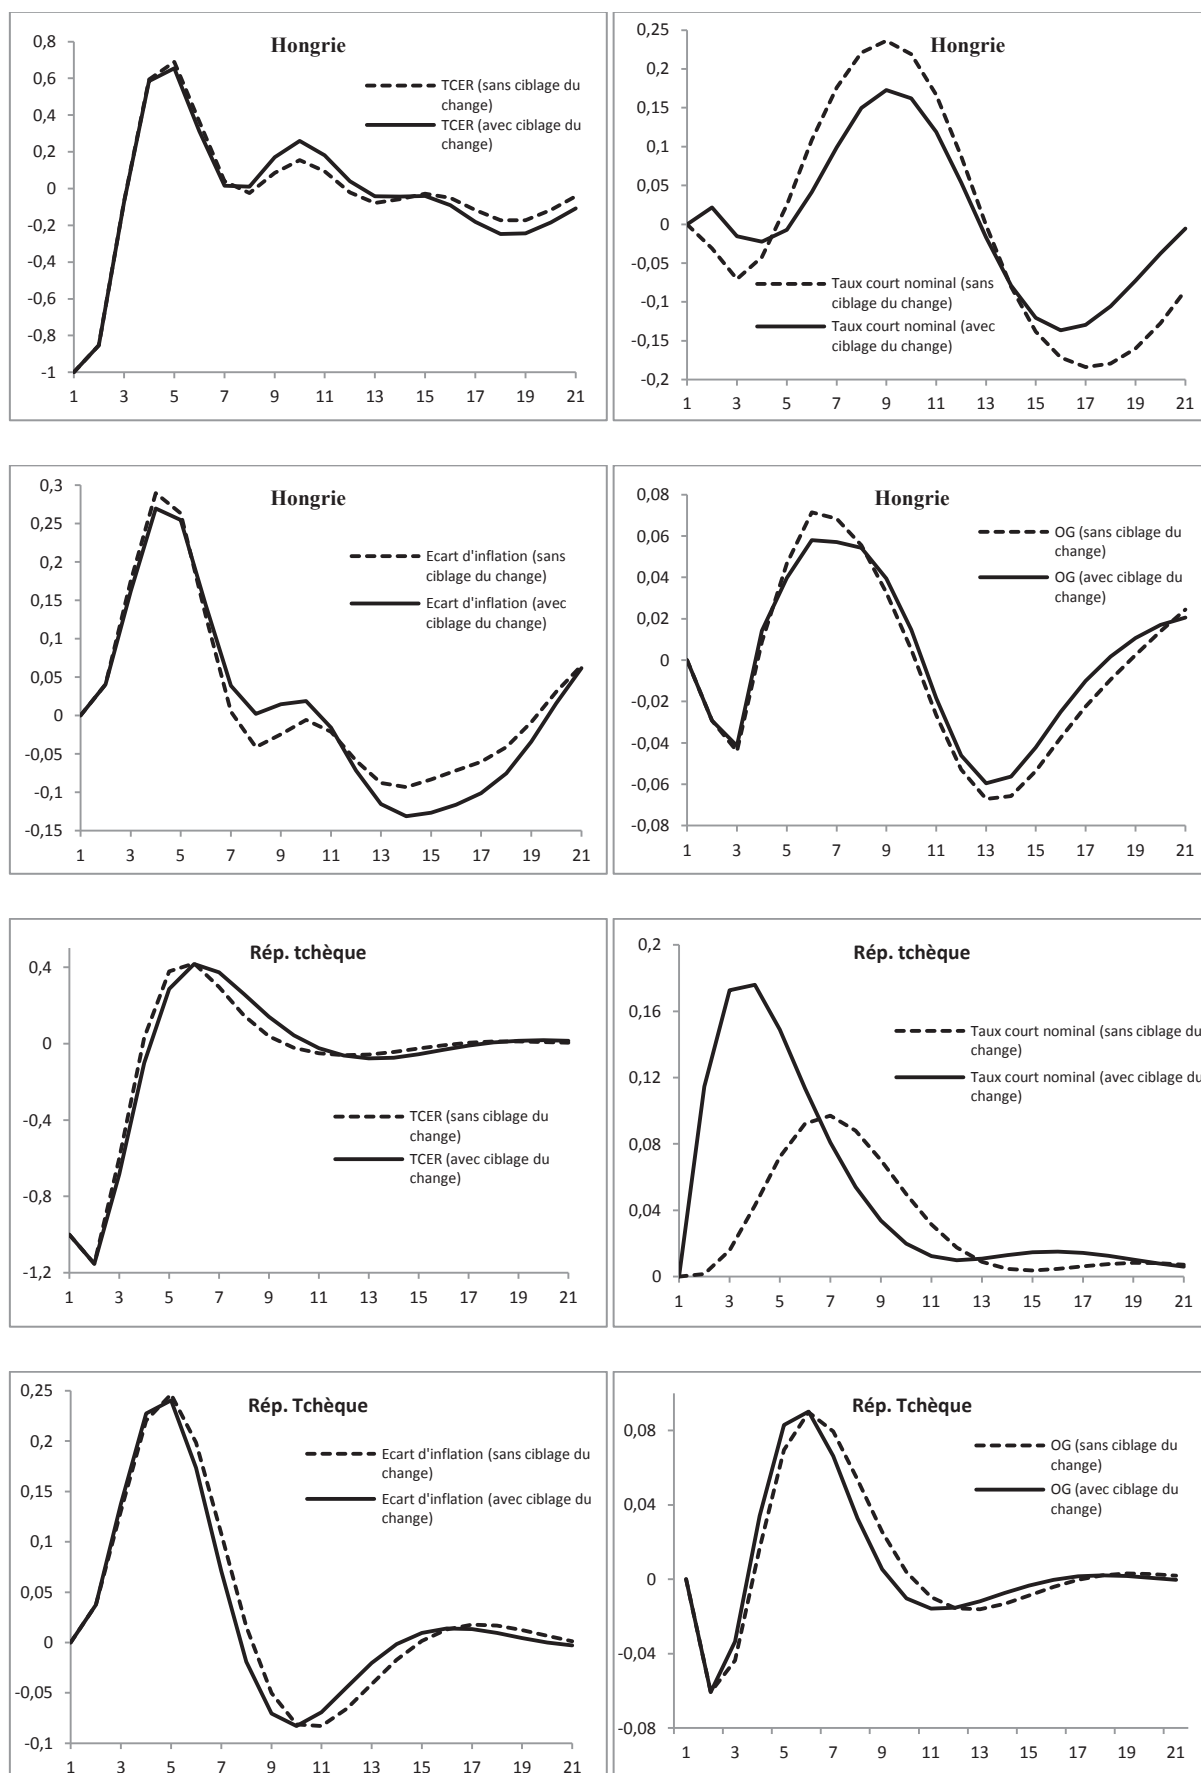 Hongrie
0,8
0,6
0,4
0,2
0
-0,2
-0,4
-0,6
-0,8
-1
TCER (sans ciblage du
change)
TCER (avec ciblage du
change)
1 3 5 7 9 11 13 15 17 19 21
Hongrie
0,25
0,2
0,15
0,1
0,05
0
-0,05
-0,1
-0,15
-0,2
Taux court nominal (sans
ciblage du change)
Taux court nominal (avec
ciblage du change)
1 3 5 7 9 11 13 15 17 19 21
Hongrie
0,3
0,25
0,2
0,15
0,1
0,05
0
-0,05
-0,1
-0,15
Ecart d'inflation (sans
ciblage du change)
Ecart d'inflation (avec
ciblage du change)
1 3 5 7 9 11 13 15 17 19 21
Hongrie
0,08
0,06
0,04
0,02
0
-0,02
-0,04
-0,06
-0,08
OG (sans ciblage du
change)
OG (avec ciblage du
change)
1 3 5 7 9 11 13 15 17 19 21
Rép. tchèque
0,4
0
-0,4
-0,8
-1,2
TCER (sans ciblage du
change)
TCER (avec ciblage du
change)
1 3 5 7 9 11 13 15 17 19 21
Rép. tchèque
0,2
0,16
0,12
0,08
0,04
0
Taux court nominal (sans ciblage du
change)
Taux court nominal (avec ciblage du
change)
1 3 5 7 9 11 13 15 17 19 21
Rép. Tchèque
0,25
0,2
0,15
0,1
0,05
0
-0,05
-0,1
Ecart d'inflation (sans ciblage du
change)
Ecart d'inflation (avec ciblage du
change)
1 3 5 7 9 11 13 15 17 19 21
Rép. Tchèque
0,08
0,04
0
-0,04
-0,08
OG (sans ciblage du
change)
OG (avec ciblage du
change)
1 3 5 7 9 11 13 15 17 19 21